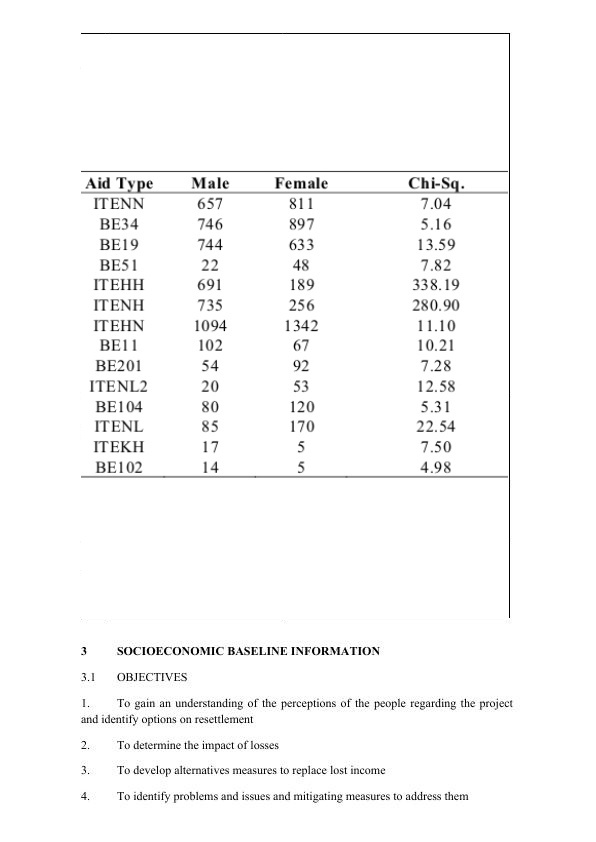 Aid Type Male Female Chi-Sq.
ITENN 657 811 7.04
BE34 746 897 5.16
BE19 744 633 13.59
BE51 22 48 7.82
ITEHH 691 189 338.19
ITENH 735 256 280.90
ITEHN 1094 1342 11.10
BE11 102 67 10.21
BE201 54 92 7.28
ITENL2 20 53 12.58
BE104 80 120 5.31
ITENL 85 170 22.54
ITEKH 17 5 7.50
BE102 14 5 4.98
3 SOCIOECONOMIC BASELINE INFORMATION
3.1 OBJECTIVES
1. To gain an understanding of the perceptions of the people regarding the project
and identify options on resettlement
2. To determine the impact of losses
3. To develop alternatives measures to replace lost income
4. To identify problems and issues and mitigating measures to address them